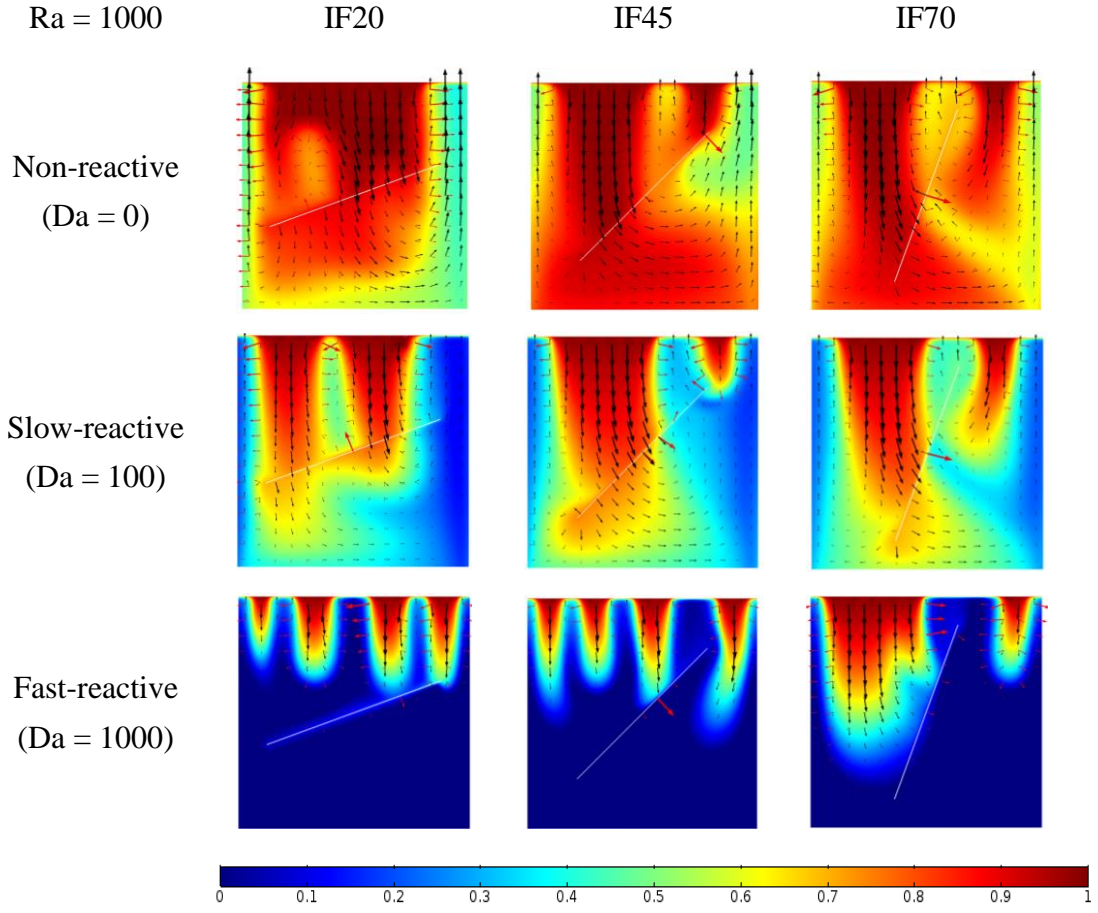 Ra = 1000 IF20 IF45 IF70
Non-reactive
(Da = 0)
Slow-reactive
(Da = 100)
Fast-reactive
(Da = 1000)
0 0.1 0.2 0.3 0.4 0.5 0.6 0.7 0.8 0.9 1